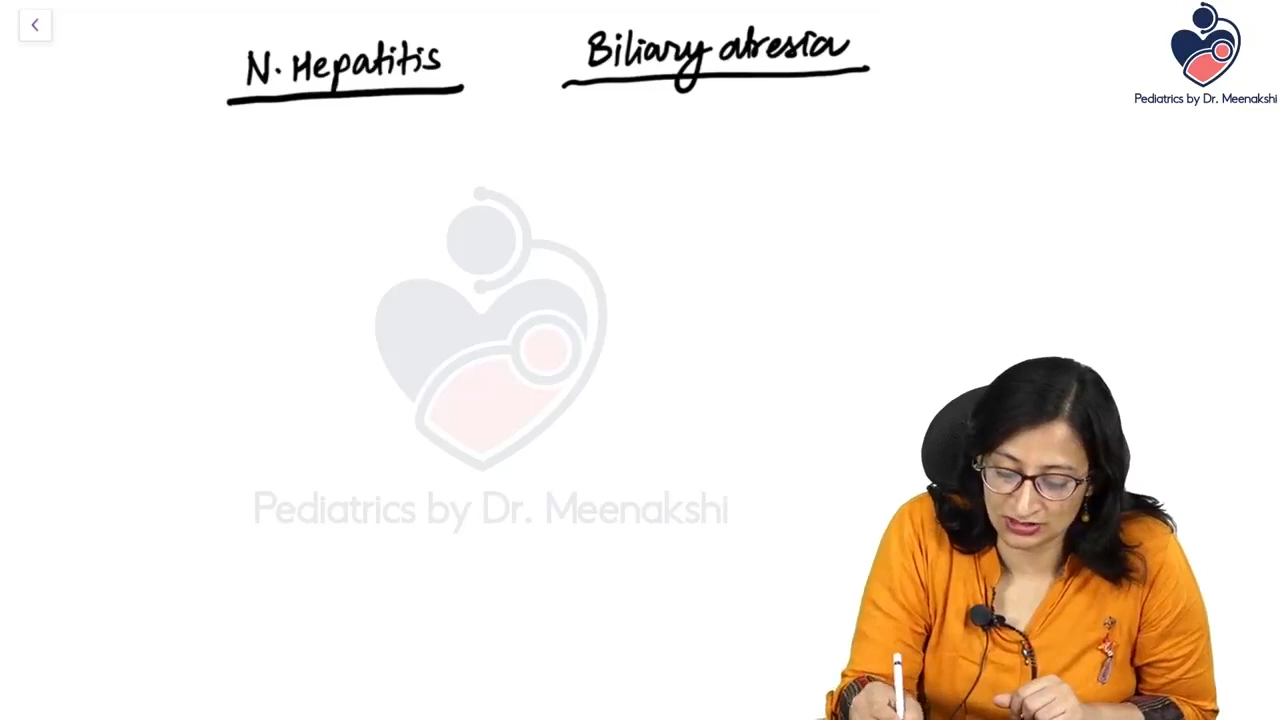 N. Hepatitis
Biliary atresia
Pediatrics by Dr. Meenakshi
Pediatrics by Dr. Meenakshi